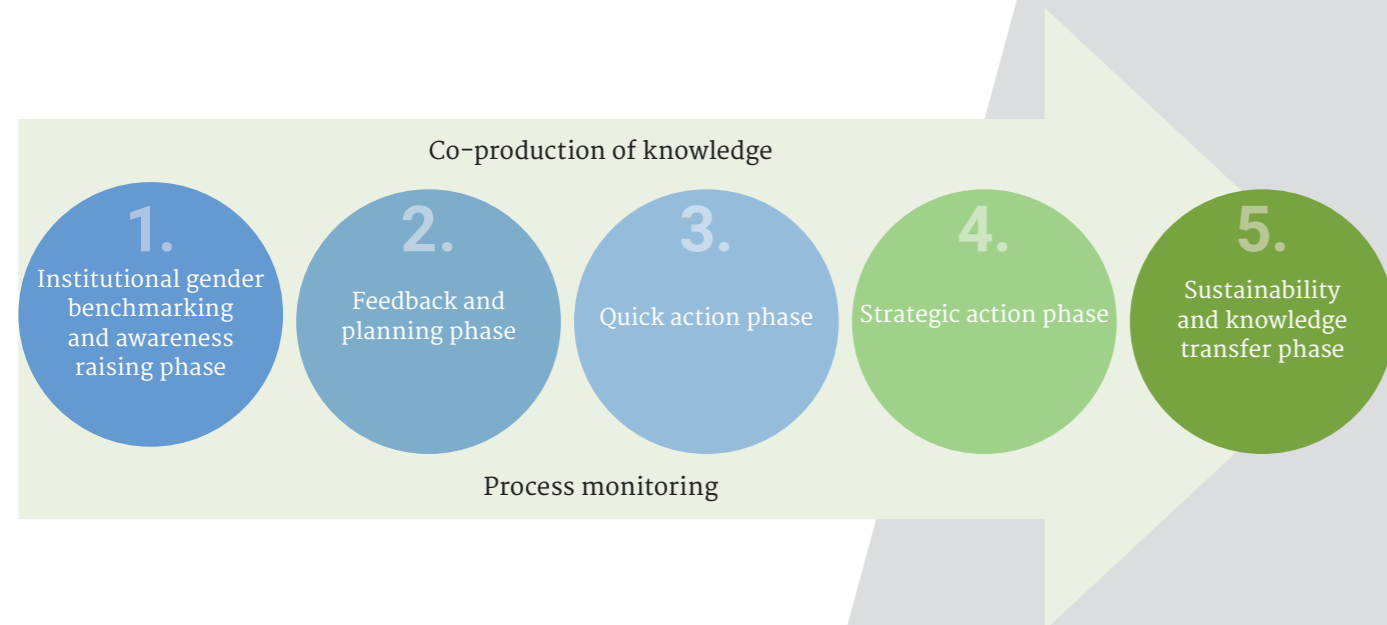 Co-production of knowledge
1.
Institutional gender
benchmarking
and awareness
raising phase
2.
Feedback and
planning phase
3.
Quick action phase
4.
Strategic action phase
5.
Sustainability
and knowledge
transfer phase
Process monitoring